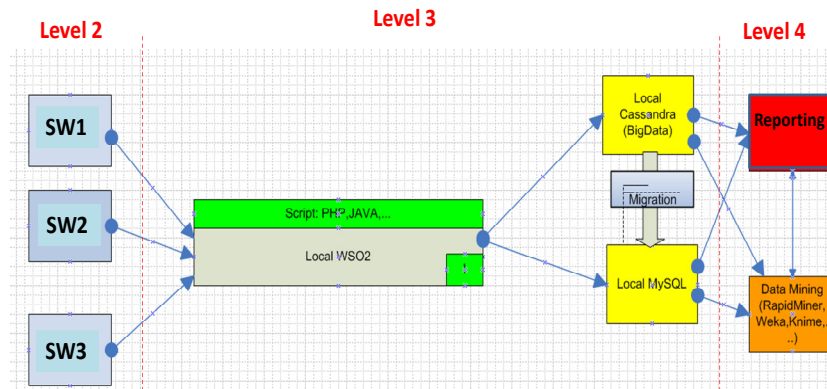 Level 2
Level 3
Level 4
SW1
SW2
SW3
Script: PHP,JAVA,...
Local WSO2
Local
Cassandra
(BigData)
Migration
Local MySQL
Reporting
Data Mining
(RapidMiner,
Weka,Knime,..
..)